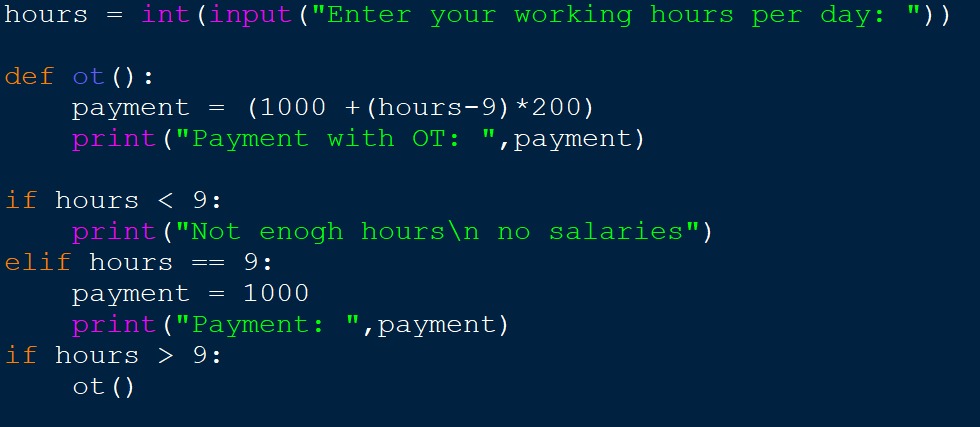 hours = int(input("Enter your working hours per day: "))

def ot():
    payment = (1000 +(hours-9)*200)
    print("Payment with OT: ",payment)

if hours < 9:
    print("Not enogh hours\n no salaries")
elif hours == 9:
    payment = 1000
    print("Payment: ",payment)
if hours > 9:
    ot()